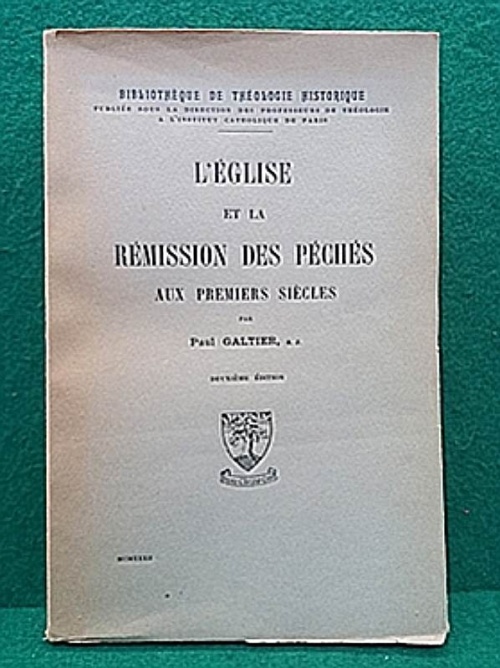 BIBLIOTHÈQUE DE THÉOLOGIE HISTORIQUE
PUBLIÉE SOUS LA DIRECTION DES PROFESSEURS DE THÉOLOGIE
A L'INSTITUT CATHOLIQUE DE PARIS
L'ÉGLISE
ET LA
RÉMISSION DES PÉCHÉS
AUX PREMIERS SIÈCLES
PAR
Paul GALTIER, S. J.
DEUXIÈME ÉDITION